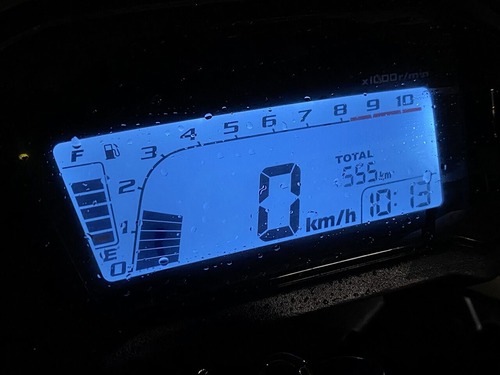 x1000r/min
8 9 10
4 5 6 7
F 3
TOTAL
2 555 km
1 0 km/h 10:13
E
0